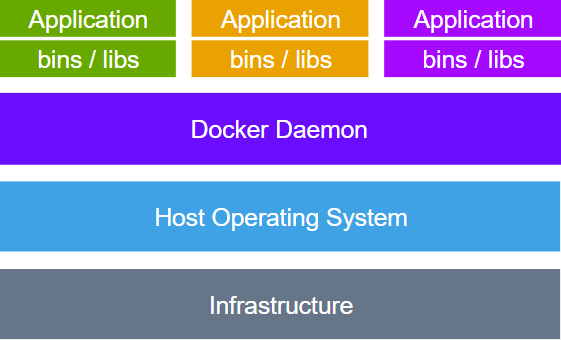 Application
Application
Application
bins / libs
bins / libs
bins / libs
Docker Daemon
Host Operating System
Infrastructure